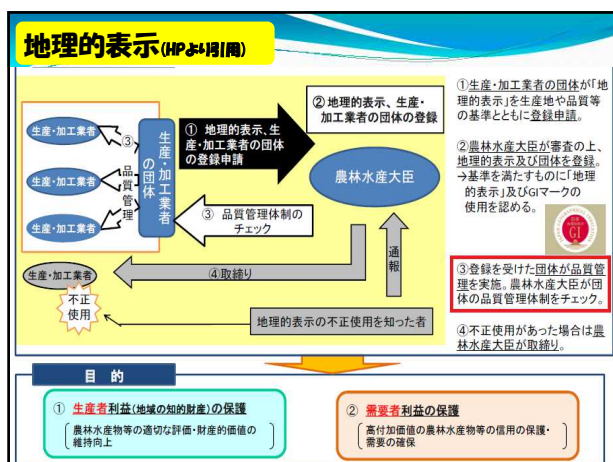 地理的表示(HPより引用)
生産・加工業者
生産・加工業者
生産・加工業者
③
品質管理
生産・加工業者
の団体
① 地理的表示、生
産・加工業者の団体
の登録申請
② 地理的表示、生産・
加工業者の団体の登録
農林水産大臣
③ 品質管理体制の
チェック
④取締り
通報
生産・加工業者
不正
使用
地理的表示の不正使用を知った者
①生産・加工業者の団体が「地
理的表示」を生産地や品質等
の基準とともに登録申請。
②農林水産大臣が審査の上、
地理的表示及び団体を登録。
→基準を満たすものに「地理
的表示」及びGIマークの
使用を認める。
GI
③登録を受けた団体が品質管
理を実施。農林水産大臣が団
体の品質管理体制をチェック。
④不正使用があった場合は農
林水産大臣が取締り。
目 的
① 生産者利益(地域の知的財産)の保護
農林水産物等の適切な評価・財産的価値の
維持向上
② 需要者利益の保護
高付加価値の農林水産物等の信用の保護・
需要の確保